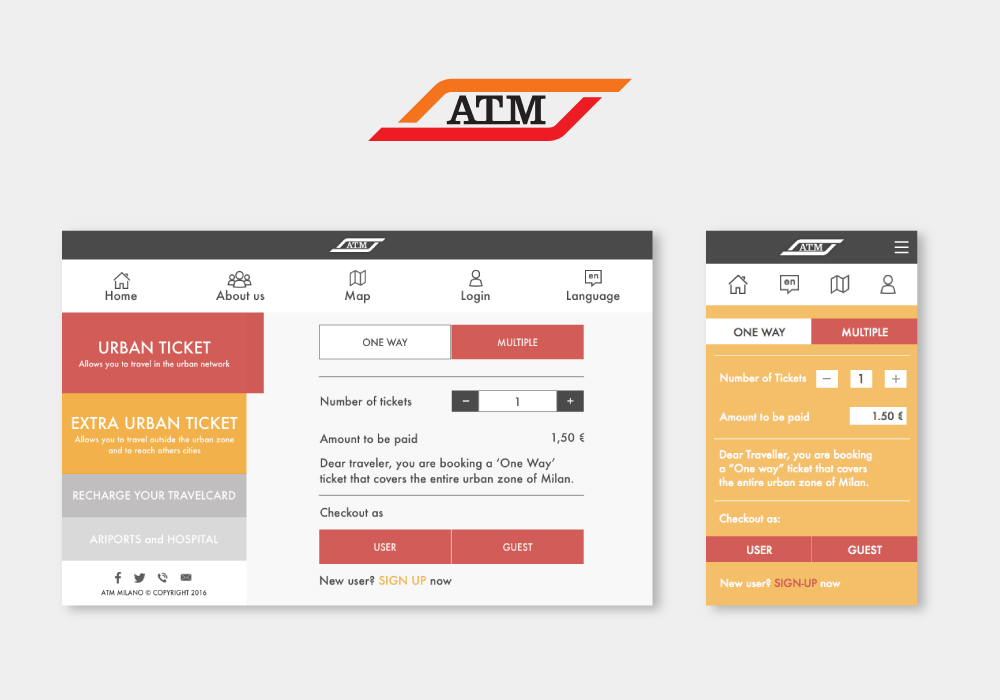 ATM
ATM
Home
About us
Map
en
Login
Language
URBAN TICKET
Allows you to travel in the urban network
EXTRA URBAN TICKET
Allows you to travel outside the urban zone
and to reach others cities
RECHARGE YOUR TRAVELCARD
ARIPORTS and HOSPITAL
ATM MILANO © COPYRIGHT 2016
ONE WAY
MULTIPLE
Number of tickets
− 1 +
Amount to be paid 1,50 €
Dear traveler, you are booking a ‘One Way’
ticket that covers the entire urban zone of Milan.
Checkout as
USER
GUEST
New user? SIGN UP now
ATM
en
ONE WAY
MULTIPLE
Number of Tickets − 1 +
Amount to be paid 1.50 €
Dear Traveller, you are booking
a “One way” ticket that covers
the entire urban zone of Milan.
Checkout as:
USER
GUEST
New user? SIGN-UP now